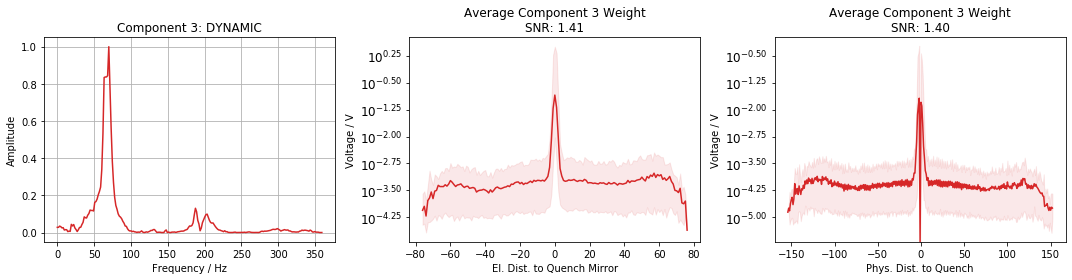 Component 3: DYNAMIC
Amplitude
1.0
0.8
0.6
0.4
0.2
0.0
0 50 100 150 200 250 300 350
Frequency / Hz
Average Component 3 Weight
SNR: 1.41
Voltage / V
10^0.25
10^−0.50
10^−1.25
10^−2.00
10^−2.75
10^−3.50
10^−4.25
−80 −60 −40 −20 0 20 40 60 80
El. Dist. to Quench Mirror
Average Component 3 Weight
SNR: 1.40
Voltage / V
10^−0.50
10^−1.25
10^−2.00
10^−2.75
10^−3.50
10^−4.25
10^−5.00
−150 −100 −50 0 50 100 150
Phys. Dist. to Quench